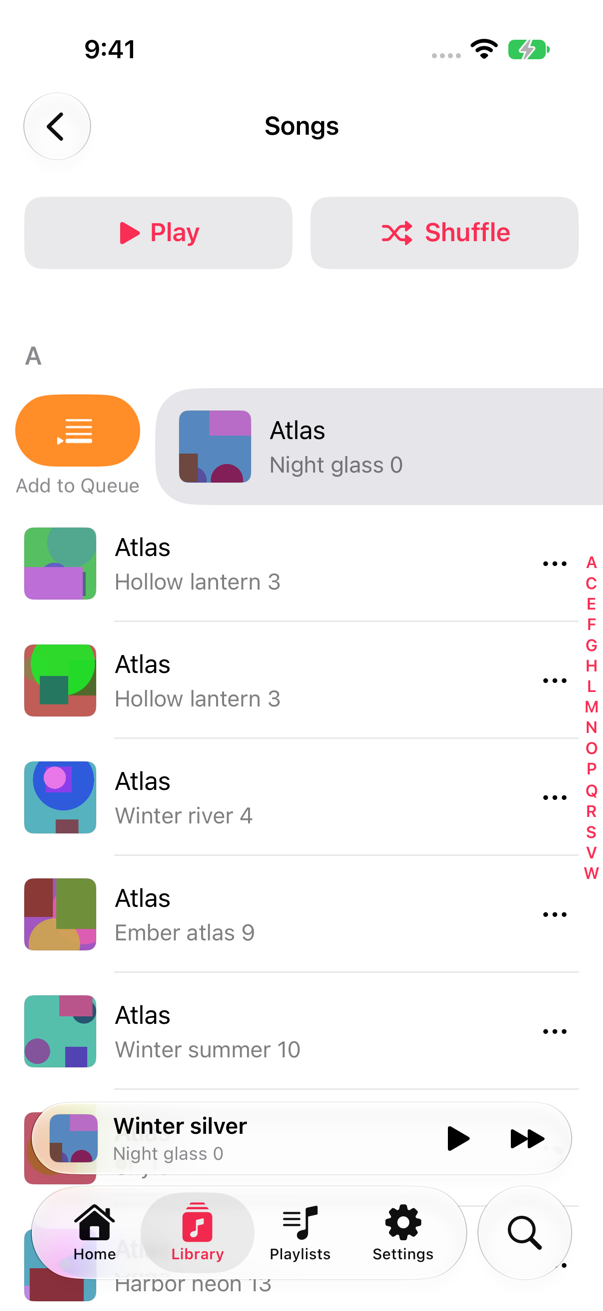 9:41
Songs
Play
Shuffle
A
Atlas
Night glass 0
Add to Queue
Atlas
Hollow lantern 3
Atlas
Hollow lantern 3
Atlas
Winter river 4
Atlas
Ember atlas 9
Atlas
Winter summer 10
A
C
E
F
G
H
L
M
N
O
P
Q
R
S
V
W
Winter silver
Night glass 0
Home
Library
Playlists
Settings
Harbor neon 13